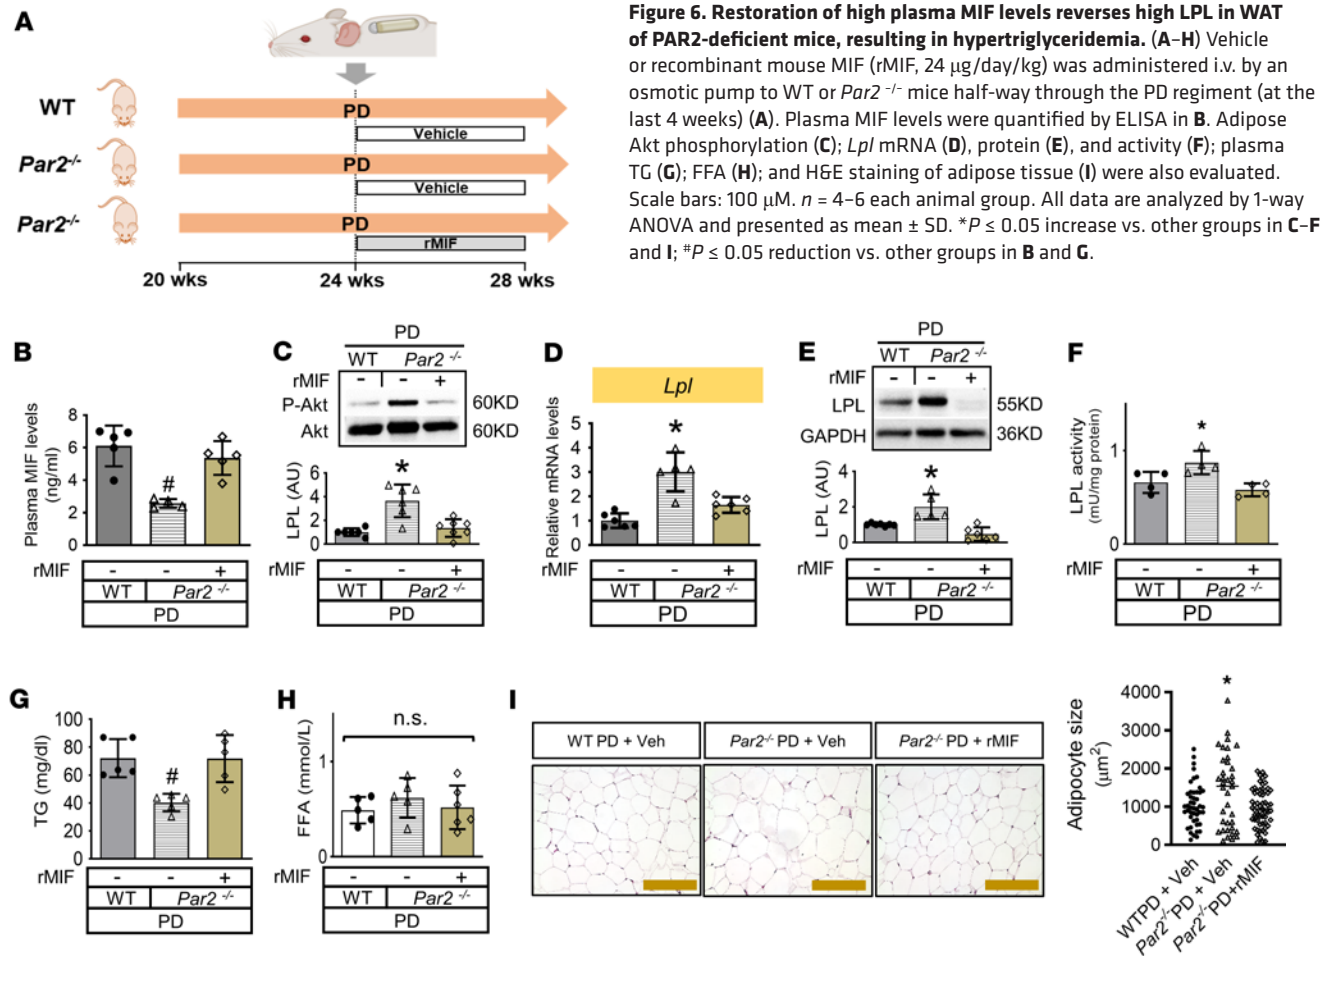 A
Figure 6. Restoration of high plasma MIF levels reverses high LPL in WAT
of PAR2-deficient mice, resulting in hypertriglyceridemia. (A–H) Vehicle
or recombinant mouse MIF (rMIF, 24 μg/day/kg) was administered i.v. by an
osmotic pump to WT or Par2 –/– mice half-way through the PD regiment (at the
last 4 weeks) (A). Plasma MIF levels were quantified by ELISA in B. Adipose
Akt phosphorylation (C); Lpl mRNA (D), protein (E), and activity (F); plasma
TG (G); FFA (H); and H&E staining of adipose tissue (I) were also evaluated.
Scale bars: 100 μM. n = 4–6 each animal group. All data are analyzed by 1-way
ANOVA and presented as mean ± SD. *P ≤ 0.05 increase vs. other groups in C–F
and I; #P ≤ 0.05 reduction vs. other groups in B and G.
WT
PD
Vehicle
Par2-/-
PD
Vehicle
Par2-/-
PD
rMIF
20 wks
24 wks
28 wks
B
Plasma MIF levels
(ng/ml)
8
6
4
2
0
#
rMIF - - +
WT Par2 -/-
PD
C
PD
WT Par2 -/-
rMIF - - +
P-Akt 60KD
Akt 60KD
LPL (AU)
6
4
2
0
*
rMIF - - +
WT Par2 -/-
PD
D
Lpl
Relative mRNA levels
5
4
3
2
1
0
*
- - +
WT Par2 -/-
PD
E
PD
WT Par2 -/-
rMIF - - +
LPL 55KD
GAPDH 36KD
LPL (AU)
4
2
0
*
rMIF - - +
WT Par2 -/-
PD
F
LPL activity
(mU/mg protein)
1
0
*
rMIF - - +
WT Par2 -/-
PD
G
TG (mg/dl)
100
80
60
40
20
0
#
rMIF - - +
WT Par2 -/-
PD
H
FFA (mmol/L)
1
0
n.s.
rMIF - - +
WT Par2 -/-
PD
I
WT PD + Veh
Par2-/- PD + Veh
Par2-/- PD + rMIF
Adipocyte size
(μm2)
4000
3000
2000
1000
0
*
WTPD + Veh
Par2-/-PD + Veh
Par2-/-PD+rMIF